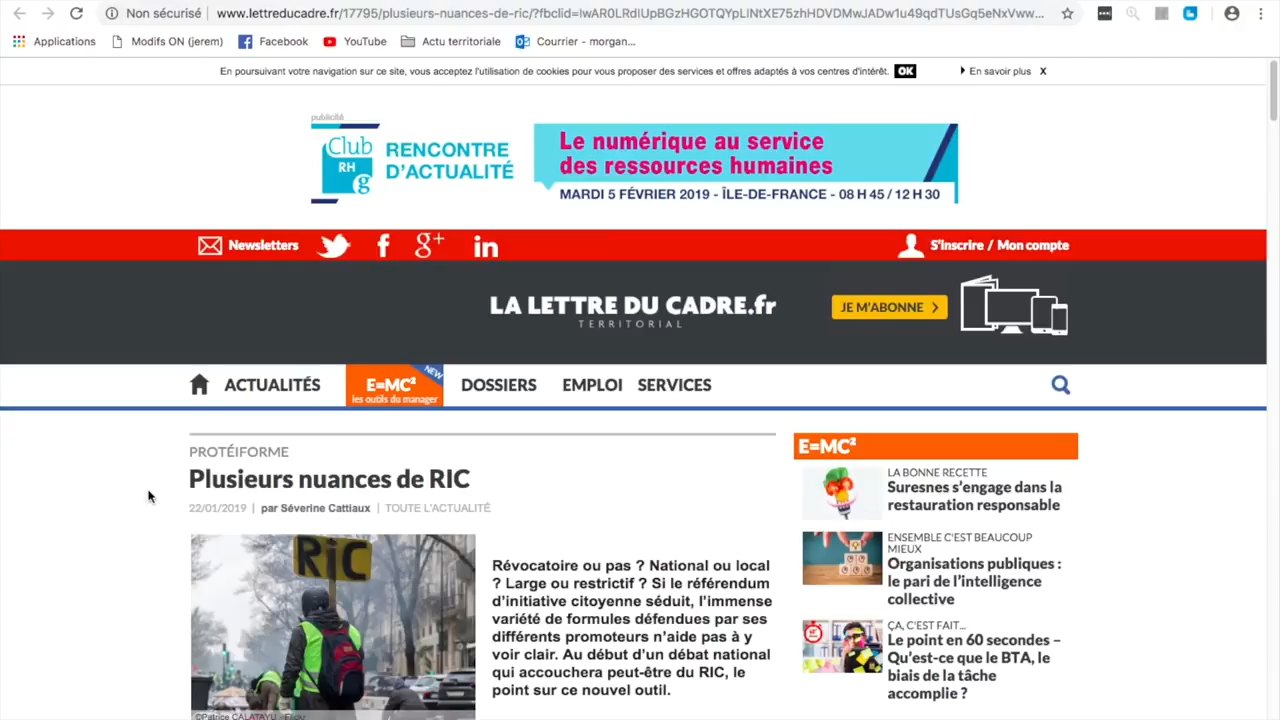 Non sécurisé | www.lettreducadre.fr/17795/plusieurs-nuances-de-ric/?fbclid=IwAR0LRdIUpBGzHGOTQYpLINtXE75zhHDVDMwJADw1u49qdTUsGq5eNxVww...
Applications Modifs ON (jerem) Facebook YouTube Actu territoriale Courrier - morgan...
En poursuivant votre navigation sur ce site, vous acceptez l'utilisation de cookies pour vous proposer des services et offres adaptés à vos centres d'intérêt. OK En savoir plus X
publicité
Club
RH
g
RENCONTRE
D'ACTUALITÉ
Le numérique au service
des ressources humaines
MARDI 5 FÉVRIER 2019 - ÎLE-DE-FRANCE - 08 H 45 / 12 H 30
Newsletters f g+ in S'inscrire / Mon compte
LA LETTRE DU CADRE.fr
TERRITORIAL
JE M'ABONNE
ACTUALITÉS E=MC² NEW DOSSIERS EMPLOI SERVICES
les outils du manager
PROTÉIFORME
Plusieurs nuances de RIC
22/01/2019 | par Séverine Cattiaux | TOUTE L'ACTUALITÉ
RiC
©Patrice CALATAYU - Flickr
Révocatoire ou pas ? National ou local
? Large ou restrictif ? Si le référendum
d'initiative citoyenne séduit, l'immense
variété de formules défendues par ses
différents promoteurs n'aide pas à y
voir clair. Au début d'un débat national
qui accouchera peut-être du RIC, le
point sur ce nouvel outil.
E=MC²
LA BONNE RECETTE
Suresnes s'engage dans la
restauration responsable
ENSEMBLE C'EST BEAUCOUP
MIEUX
Organisations publiques :
le pari de l'intelligence
collective
ÇA, C'EST FAIT...
Le point en 60 secondes –
Qu'est-ce que le BTA, le
biais de la tâche
accomplie ?